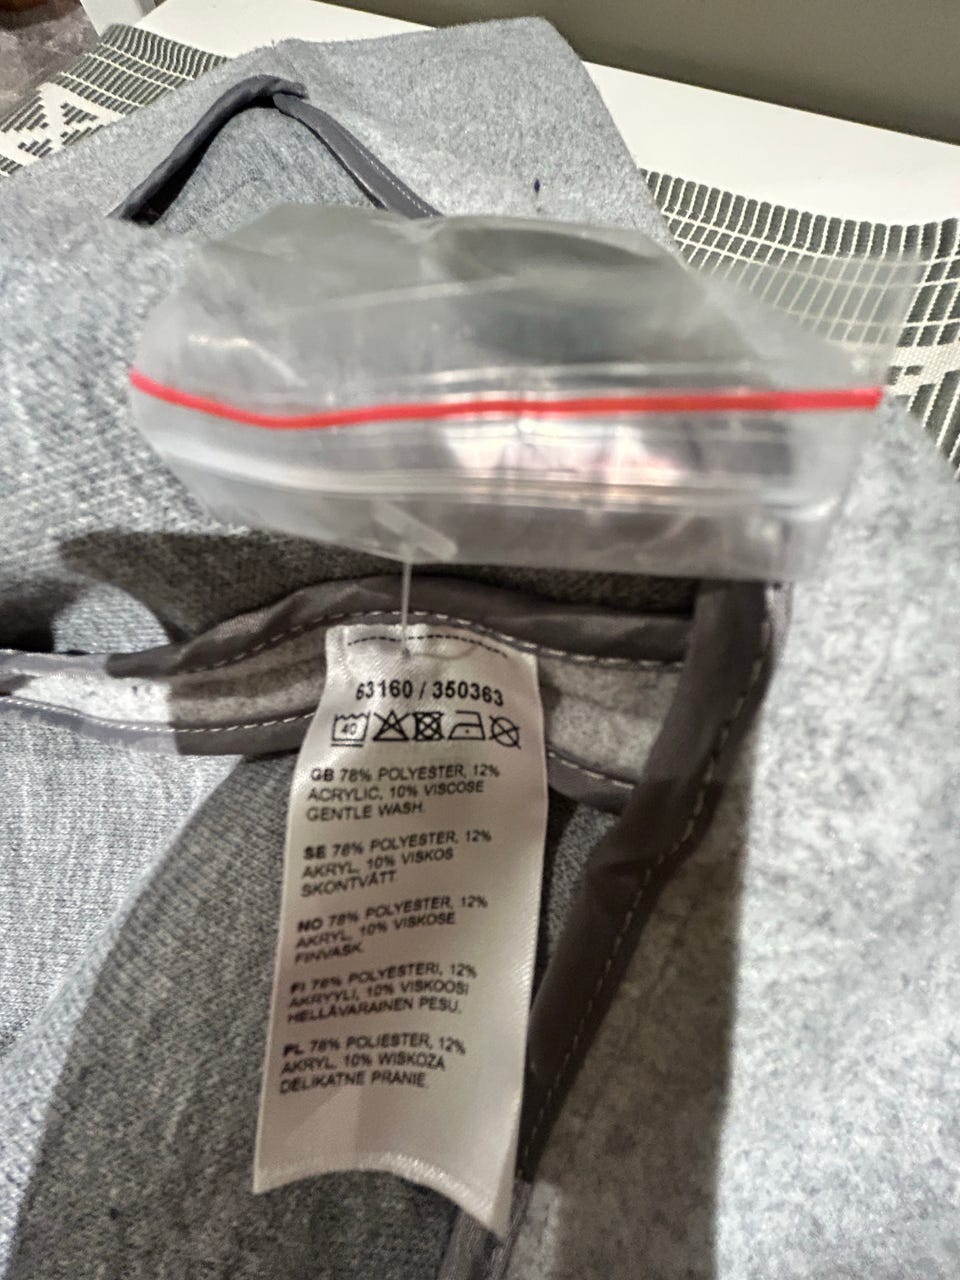 63160 / 350363
40
GB 78% POLYESTER, 12%
ACRYLIC, 10% VISCOSE
GENTLE WASH.
SE 78% POLYESTER, 12%
AKRYL, 10% VISKOS
SKONTVÄTT
NO 78% POLYESTER, 12%
AKRYL, 10% VISKOSE
FINVASK.
FI 78% POLYESTERI, 12%
AKRYYLI, 10% VISKOOSI
HELLÄVARAINEN PESU.
PL 78% POLIESTER, 12%
AKRYL, 10% WISKOZA
DELIKATNE PRANIE